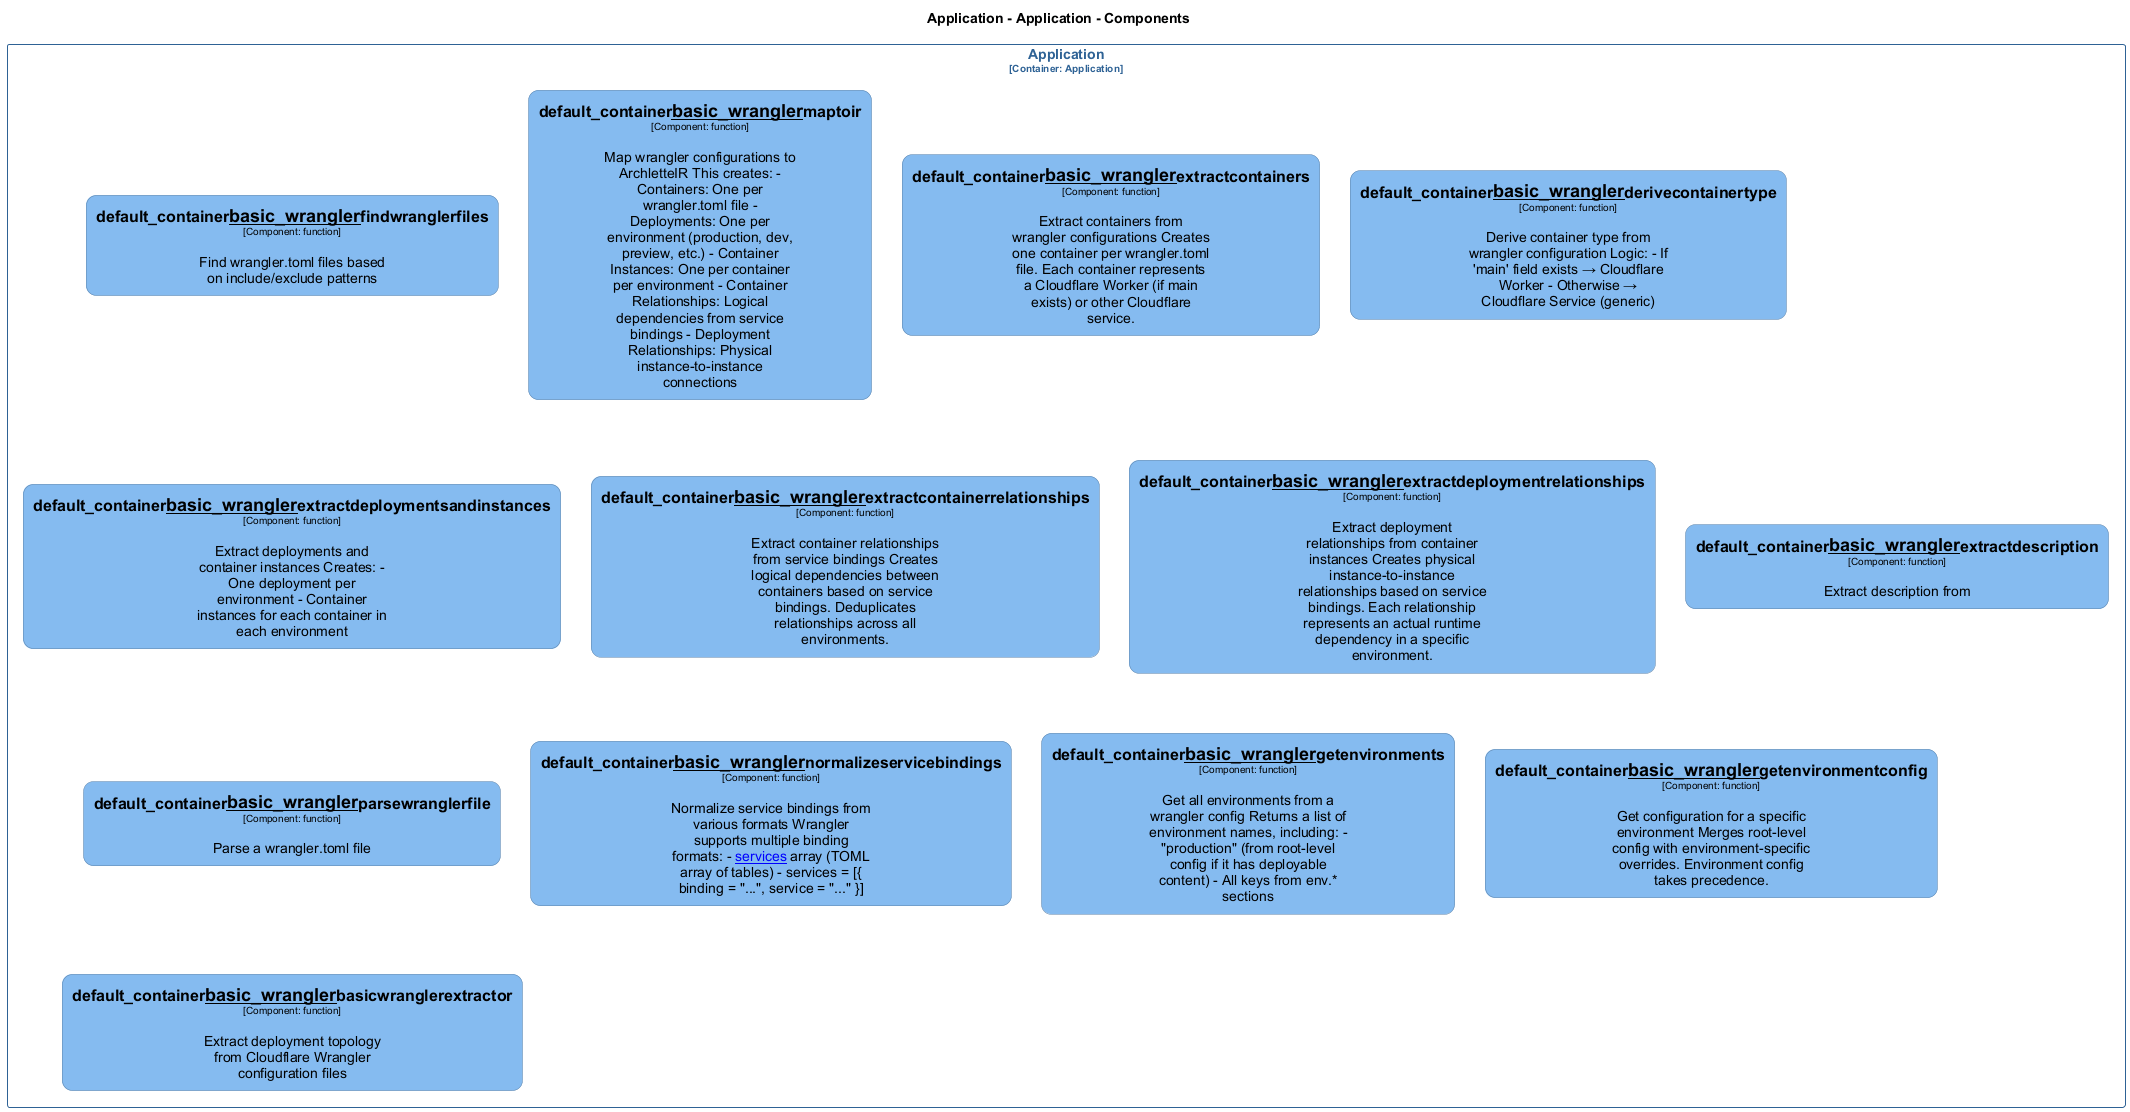 Application - Application - Components
Application
[Container: Application]
default_containerbasic_wranglerfindwranglerfiles
[Component: function]
Find wrangler.toml files based
on include/exclude patterns
default_containerbasic_wranglermaptoir
[Component: function]
Map wrangler configurations to
ArchletteIR This creates: -
Containers: One per
wrangler.toml file -
Deployments: One per
environment (production, dev,
preview, etc.) - Container
Instances: One per container
per environment - Container
Relationships: Logical
dependencies from service
bindings - Deployment
Relationships: Physical
instance-to-instance
connections
default_containerbasic_wranglerextractcontainers
[Component: function]
Extract containers from
wrangler configurations Creates
one container per wrangler.toml
file. Each container represents
a Cloudflare Worker (if main
exists) or other Cloudflare
service.
default_containerbasic_wranglerderivecontainertype
[Component: function]
Derive container type from
wrangler configuration Logic: - If
'main' field exists → Cloudflare
Worker - Otherwise →
Cloudflare Service (generic)
default_containerbasic_wranglerextractdeploymentsandinstances
[Component: function]
Extract deployments and
container instances Creates: -
One deployment per
environment - Container
instances for each container in
each environment
default_containerbasic_wranglerextractcontainerrelationships
[Component: function]
Extract container relationships
from service bindings Creates
logical dependencies between
containers based on service
bindings. Deduplicates
relationships across all
environments.
default_containerbasic_wranglerextractdeploymentrelationships
[Component: function]
Extract deployment
relationships from container
instances Creates physical
instance-to-instance
relationships based on service
bindings. Each relationship
represents an actual runtime
dependency in a specific
environment.
default_containerbasic_wranglerextractdescription
[Component: function]
Extract description from
default_containerbasic_wranglerparsewranglerfile
[Component: function]
Parse a wrangler.toml file
default_containerbasic_wranglernormalizeservicebindings
[Component: function]
Normalize service bindings from
various formats Wrangler
supports multiple binding
formats: - services array (TOML
array of tables) - services = [{
binding = "...", service = "..." }]
default_containerbasic_wranglergetenvironments
[Component: function]
Get all environments from a
wrangler config Returns a list of
environment names, including: -
"production" (from root-level
config if it has deployable
content) - All keys from env.*
sections
default_containerbasic_wranglergetenvironmentconfig
[Component: function]
Get configuration for a specific
environment Merges root-level
config with environment-specific
overrides. Environment config
takes precedence.
default_containerbasic_wranglerbasicwranglerextractor
[Component: function]
Extract deployment topology
from Cloudflare Wrangler
configuration files